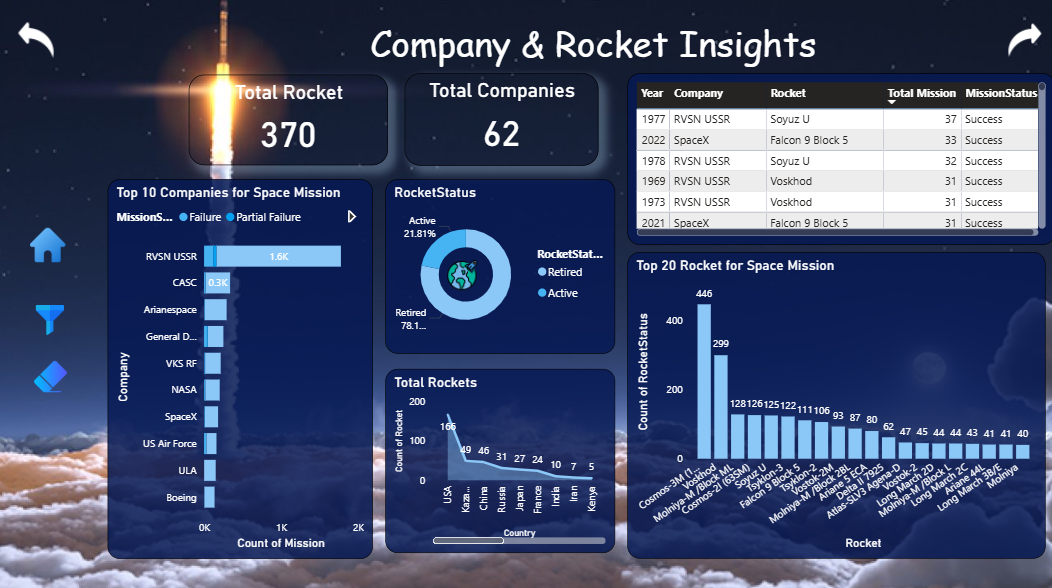 Company & Rocket Insights
Total Rocket
370
Total Companies
62
Year Company Rocket Total Mission MissionStatus
1977 RVSN USSR Soyuz U 37 Success
2022 SpaceX Falcon 9 Block 5 33 Success
1978 RVSN USSR Soyuz U 32 Success
1969 RVSN USSR Voskhod 31 Success
1973 RVSN USSR Voskhod 31 Success
2021 SpaceX Falcon 9 Block 5 31 Success
Top 10 Companies for Space Mission
MissionS... Failure Partial Failure
Company
RVSN USSR 1.6K
CASC 0.3K
Arianespace
General D...
VKS RF
NASA
SpaceX
US Air Force
ULA
Boeing
0K 1K 2K
Count of Mission
RocketStatus
Active
21.81%
Retired
78.1...
RocketStat...
Retired
Active
Total Rockets
Count of Rocket
200
100
0
166 49 46 31 27 24 10 7 5
USA Kaza... China Russia Japan France India Iran Kenya
Country
Top 20 Rocket for Space Mission
Count of RocketStatus
400
200
0
446 299 128 126 125 122 111 106 93 87 80 62 47 45 44 44 43 41 41 40
Cosmos-3M (1...
Voskhod
Molniya-M /Block ML
Cosmos-2I (63SM)
Soyuz U
Tsyklon-3
Falcon 9 Block 5
Tsyklon-2
Vostok-2M
Molniya-M /Block 2BL
Ariane 5 ECA
Delta II 7925
Atlas-SLV3 Agena-D
Vostok-2
Long March 2D
Molniya-M /Block L
Long March 2C
Ariane 44L
Long March 3B/E
Molniya
Rocket